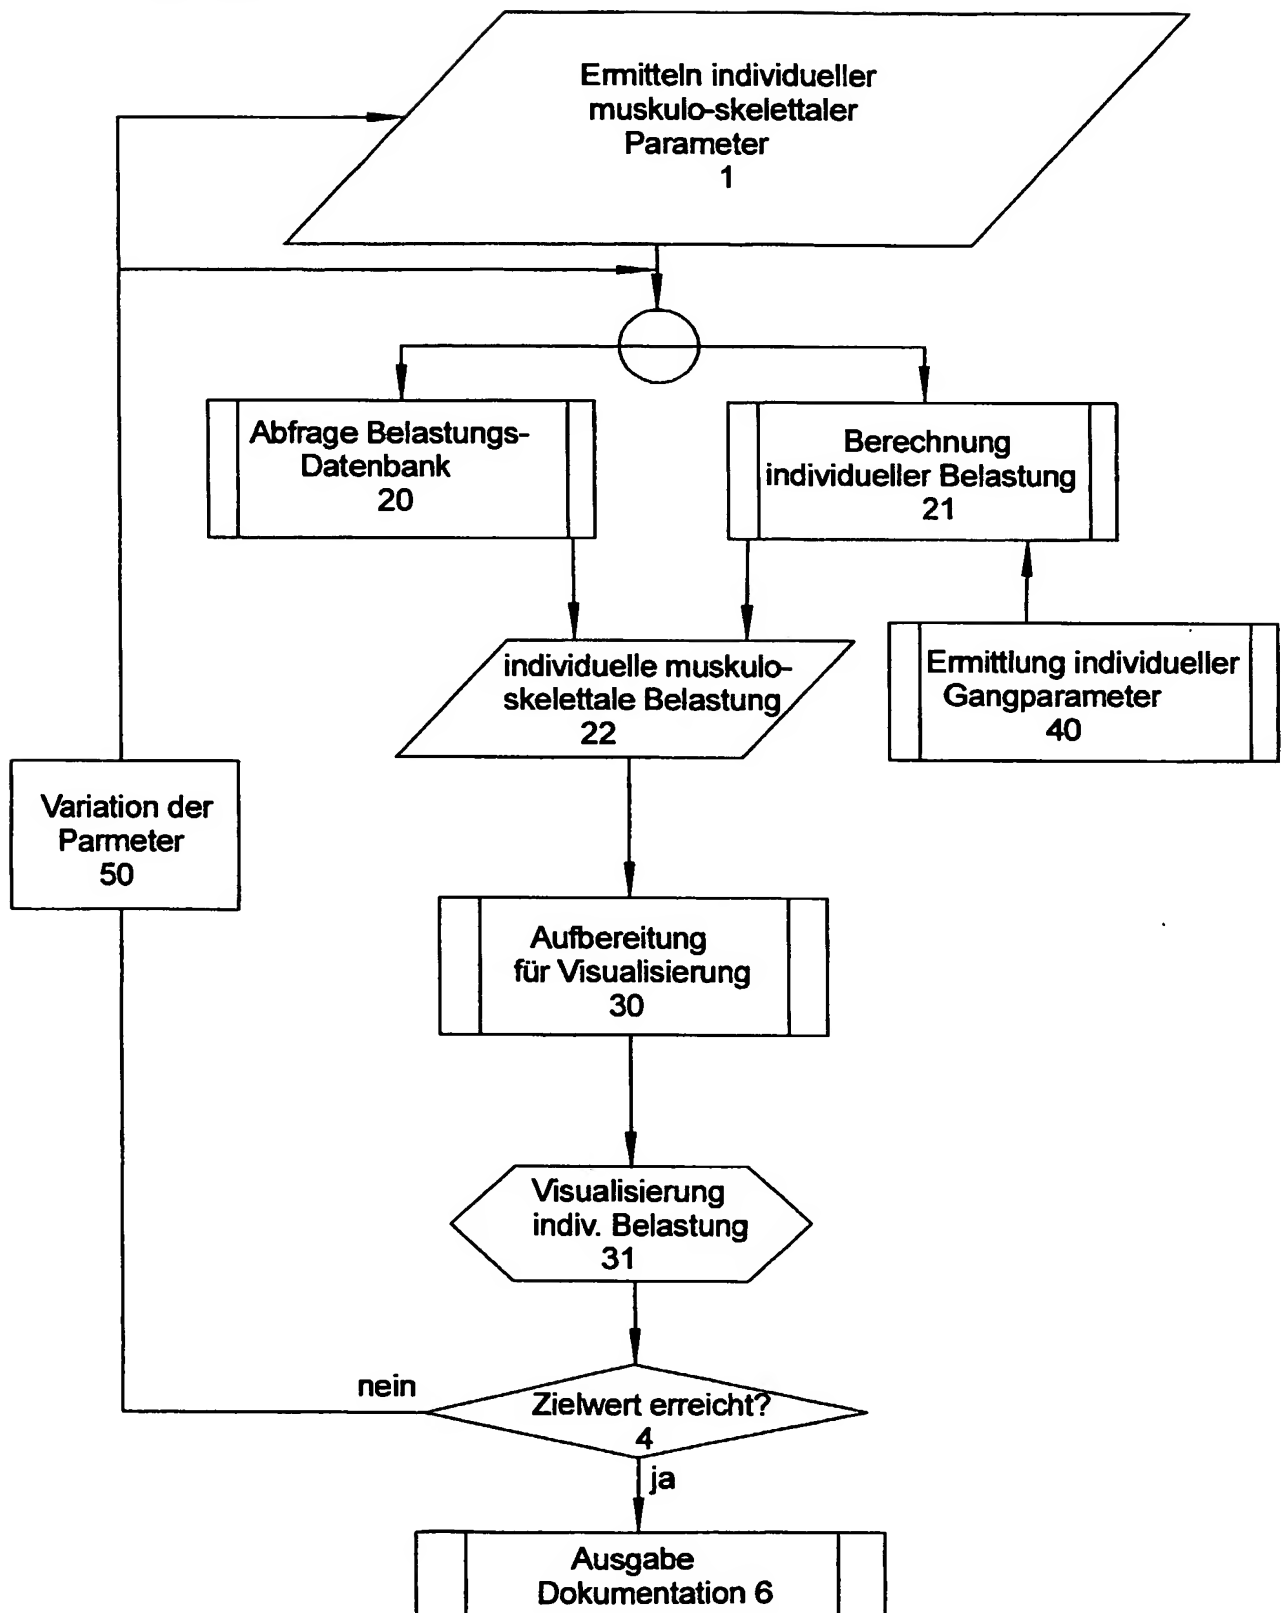 Ermitteln individueller
muskulo-skelettaler
Parameter
1
Abfrage Belastungs-
Datenbank
20
Berechnung
individueller Belastung
21
individuelle muskulo-
skelettale Belastung
22
Ermittlung individueller
Gangparameter
40
Variation der
Parmeter
50
Aufbereitung
für Visualisierung
30
Visualisierung
indiv. Belastung
31
nein
Zielwert erreicht?
4
ja
Ausgabe
Dokumentation 6